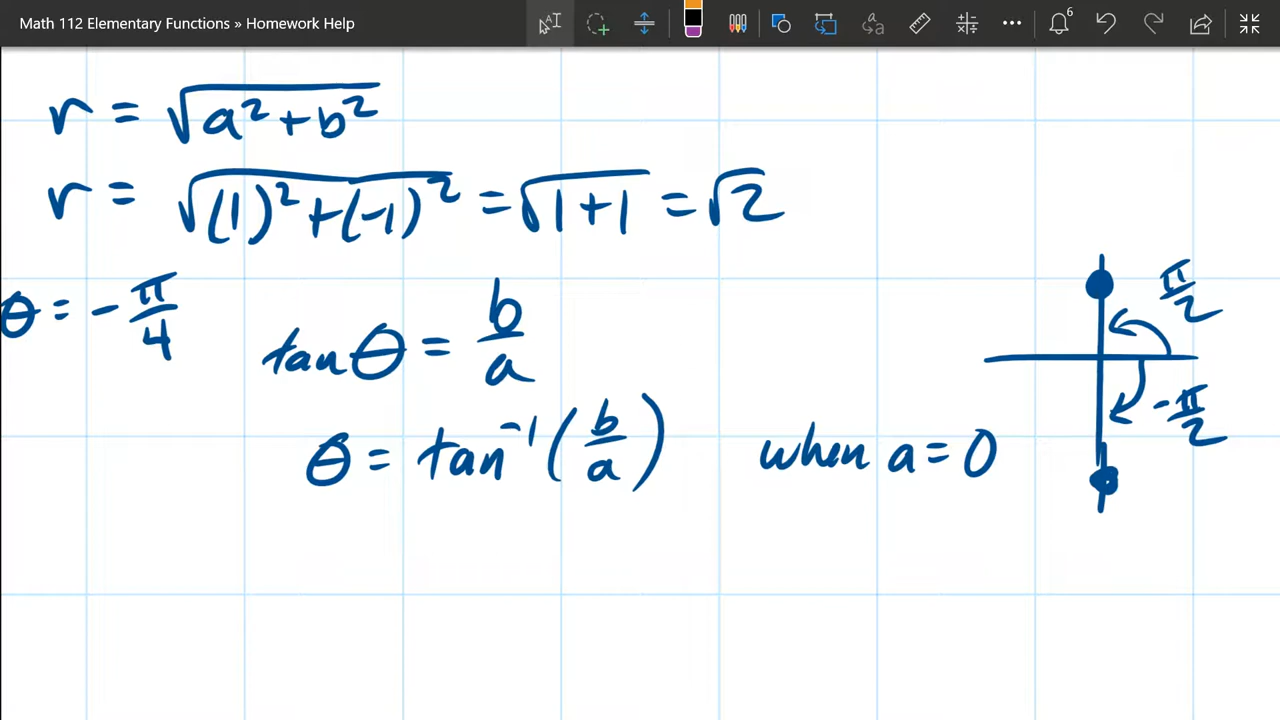 Math 112 Elementary Functions » Homework Help
6
r = √(a² + b²)
r = √((1)² + (-1)²) = √(1+1) = √2
θ = -π/4
tan θ = b/a
θ = tan⁻¹(b/a)
when a = 0
π/2
-π/2